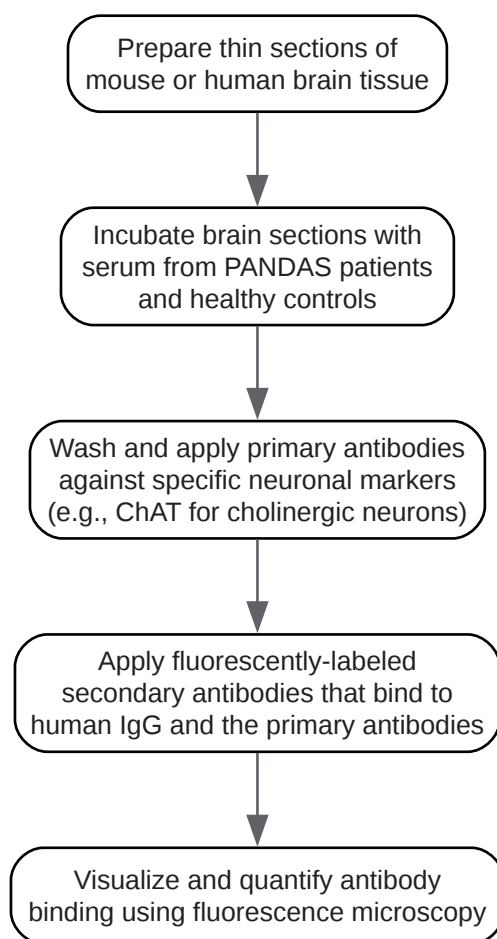 Prepare thin sections of
mouse or human brain tissue
Incubate brain sections with
serum from PANDAS patients
and healthy controls
Wash and apply primary antibodies
against specific neuronal markers
(e.g., ChAT for cholinergic neurons)
Apply fluorescently-labeled
secondary antibodies that bind to
human IgG and the primary antibodies
Visualize and quantify antibody
binding using fluorescence microscopy